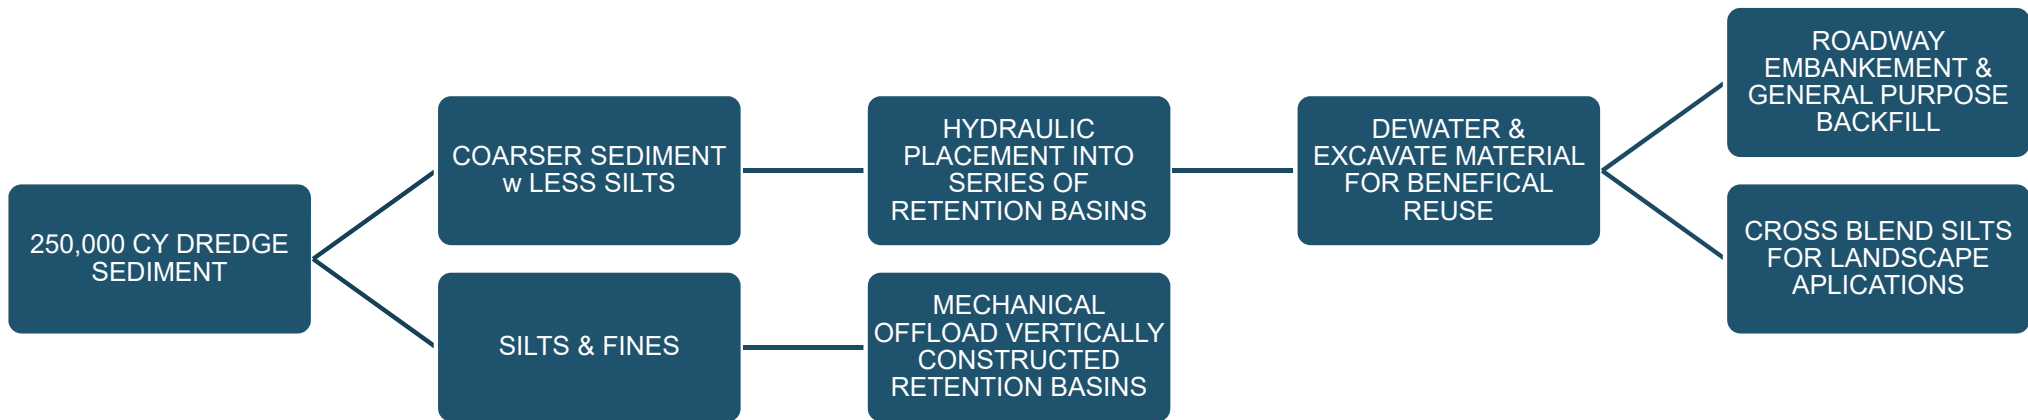 250,000 CY DREDGE
SEDIMENT
COARSER SEDIMENT
w LESS SILTS
HYDRAULIC
PLACEMENT INTO
SERIES OF
RETENTION BASINS
DEWATER &
EXCAVATE MATERIAL
FOR BENEFICAL
REUSE
ROADWAY
EMBANKEMENT &
GENERAL PURPOSE
BACKFILL
CROSS BLEND SILTS
FOR LANDSCAPE
APLICATIONS
SILTS & FINES
MECHANICAL
OFFLOAD VERTICALLY
CONSTRUCTED
RETENTION BASINS